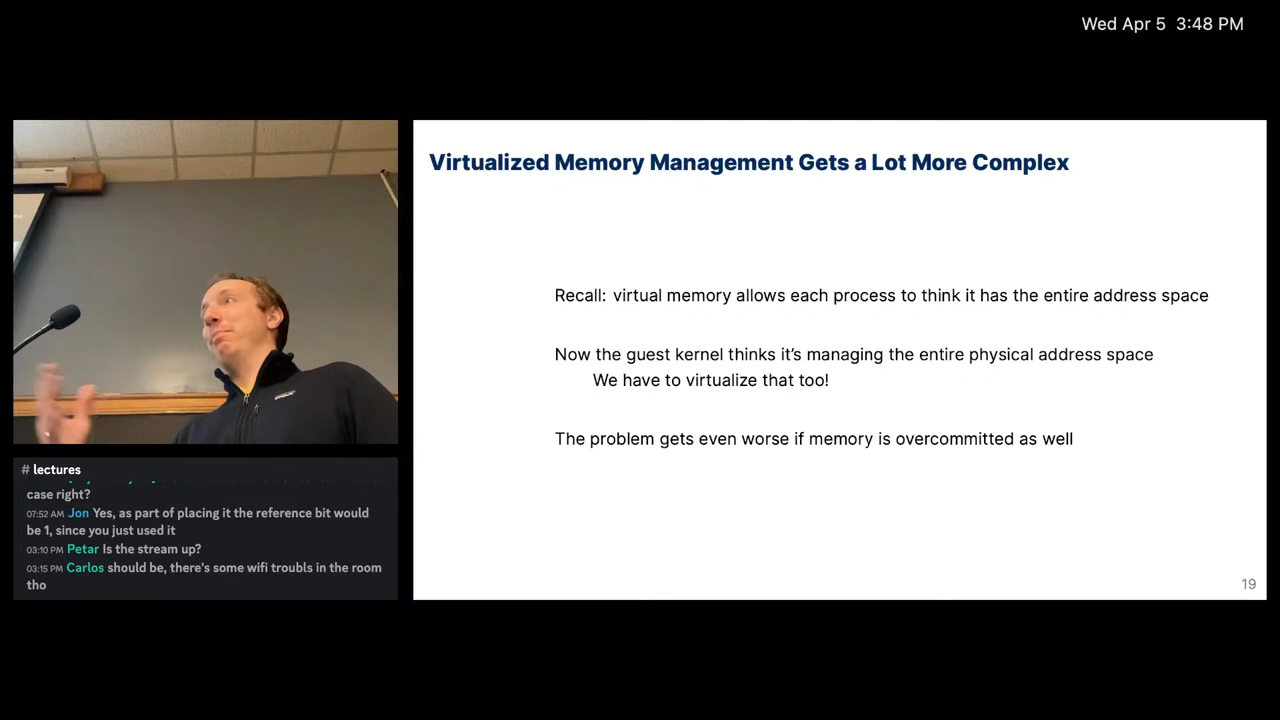 Wed Apr 5 3:48 PM
Virtualized Memory Management Gets a Lot More Complex
Recall: virtual memory allows each process to think it has the entire address space
Now the guest kernel thinks it's managing the entire physical address space
We have to virtualize that too!
The problem gets even worse if memory is overcommitted as well
19
# lectures
case right?
07:52 AM Jon Yes, as part of placing it the reference bit would
be 1, since you just used it
03:10 PM Petar Is the stream up?
03:15 PM Carlos should be, there's some wifi troubls in the room
tho